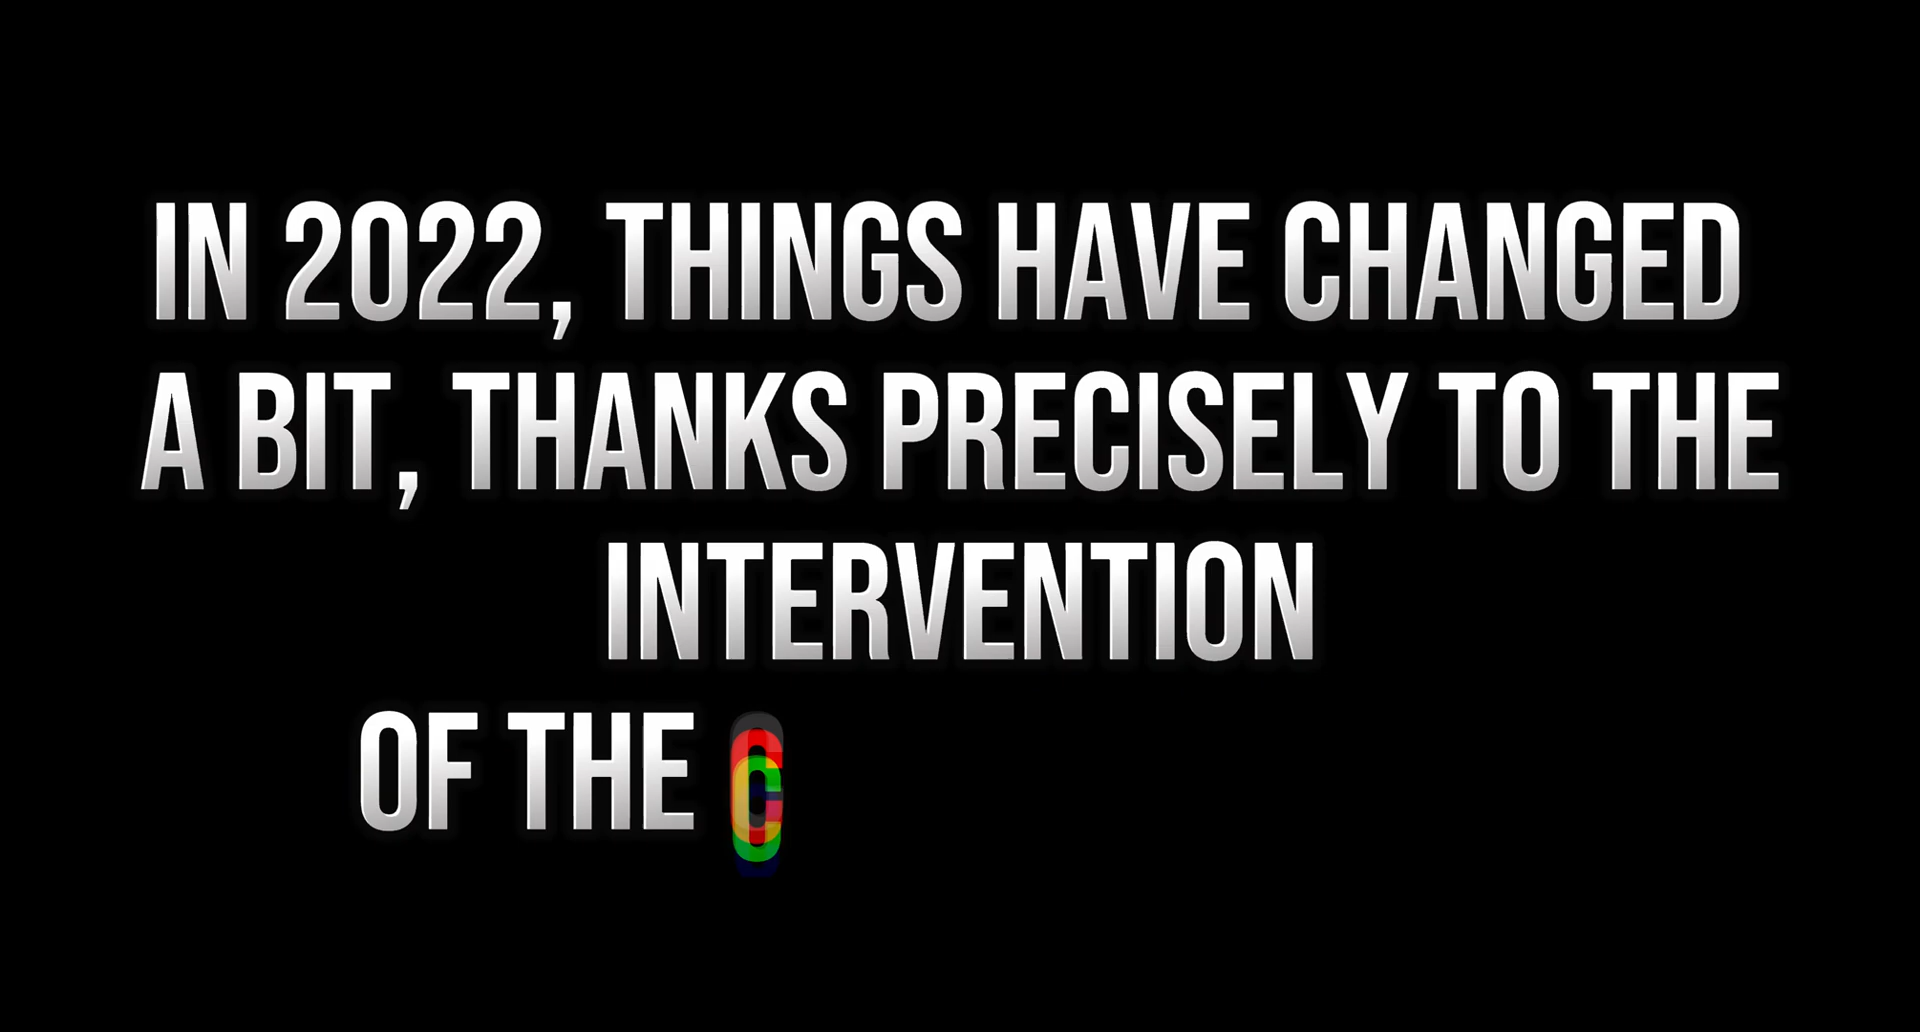 IN 2022, THINGS HAVE CHANGED
A BIT, THANKS PRECISELY TO THE
INTERVENTION
OF THE C